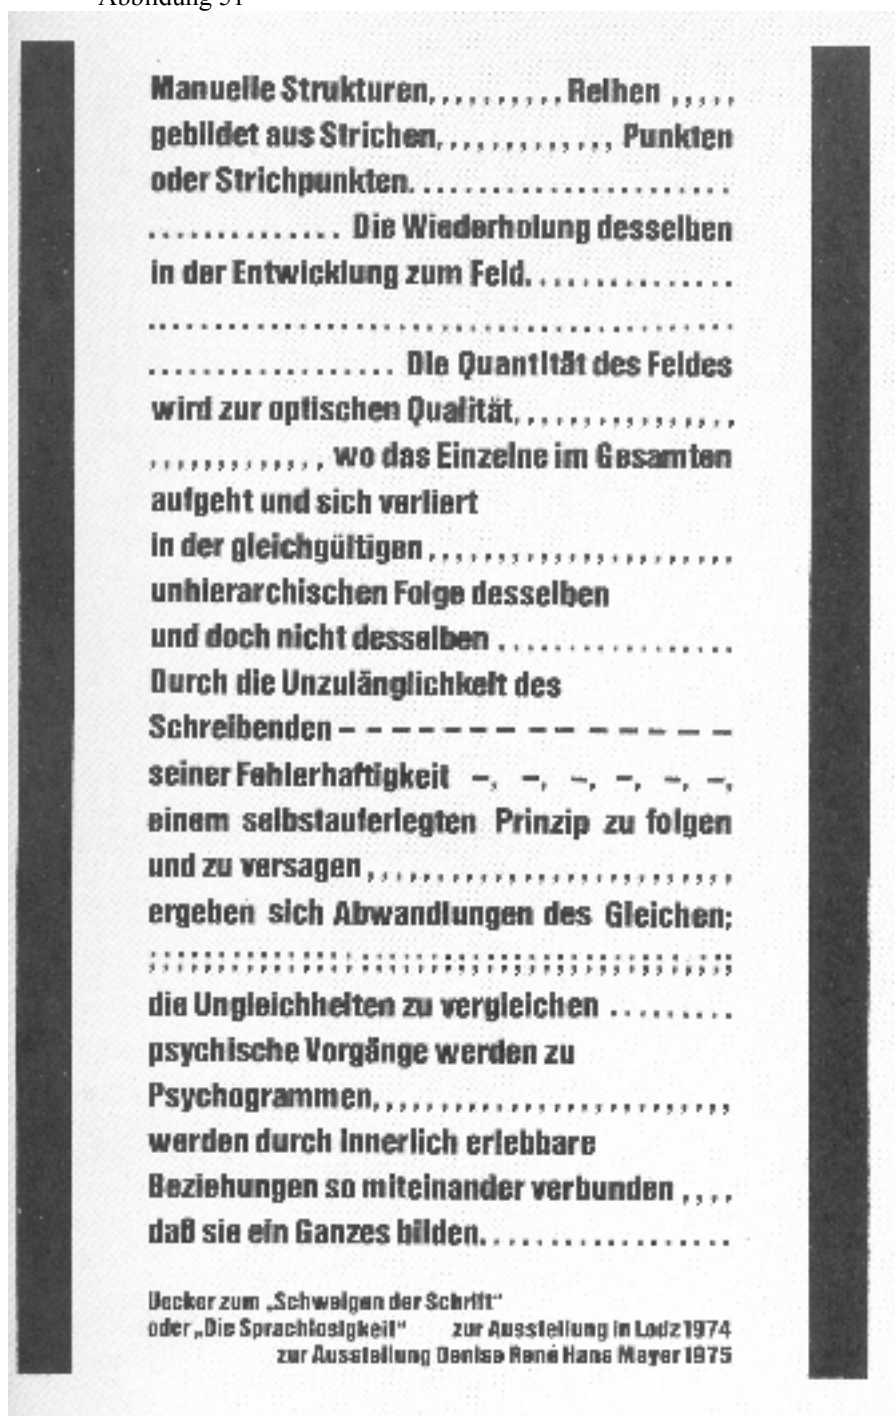 Abbildung 31
Manuelle Strukturen, , , , , , , , , , Reihen , , , , ,
gebildet aus Strichen, , , , , , , , , , , , , Punkten
oder Strichpunkten. . . . . . . . . . . . . . . . . . . . . . . .
. . . . . . . . . . . . . . Die Wiederholung desselben
in der Entwicklung zum Feld. . . . . . . . . . . . . . . .
. . . . . . . . . . . . . . . . . . . . . . . . . . . . . . . . . . . . . . . . . . .
. . . . . . . . . . . . . . . . . . Die Quantität des Feldes
wird zur optischen Qualität, , , , , , , , , , , , , , , , ,
, , , , , , , , , , , , , wo das Einzelne im Gesamten
aufgeht und sich verliert
in der gleichgültigen , , , , , , , , , , , , , , , , , , , , , ,
unhierarchischen Folge desselben
und doch nicht desselben . . . . . . . . . . . . . . . . .
Durch die Unzulänglichkeit des
Schreibenden – – – – – – – – – – – – – – –
seiner Fehlerhaftigkeit –, –, –, –, –, –,
einem selbstauferlegten Prinzip zu folgen
und zu versagen , , , , , , , , , , , , , , , , , , , , , , , , , , ,
ergeben sich Abwandlungen des Gleichen;
; ; ; ; ; ; ; ; ; ; ; ; ; ; ; ; ; ; ; ; ; ; ; ; ; ; ; ; ; ; ; ; ; ; ; ; ; ; ; ; ;
die Ungleichheiten zu vergleichen . . . . . . . . .
psychische Vorgänge werden zu
Psychogrammen, , , , , , , , , , , , , , , , , , , , , , , , , ,
werden durch innerlich erlebbare
Beziehungen so miteinander verbunden , , , ,
daß sie ein Ganzes bilden. . . . . . . . . . . . . . . . . . .
Uecker zum „Schweigen der Schrift“
oder „Die Sprachlosigkeit“ zur Ausstellung in Lodz 1974
zur Ausstellung Denise René Hans Mayer 1975